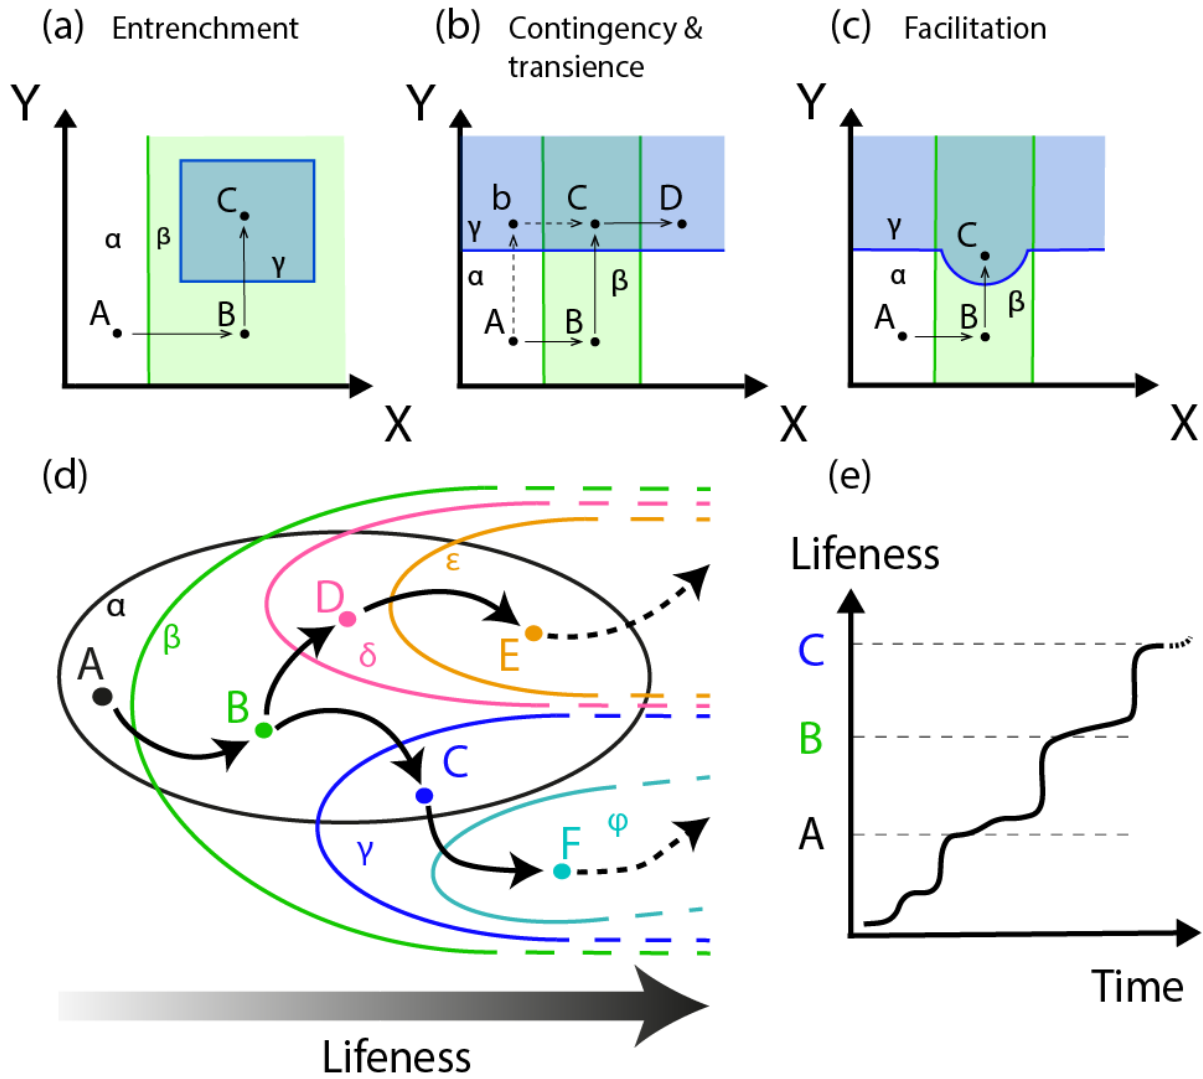 (a) Entrenchment
Y
α
β
C
γ
A
B
X
(b) Contingency &
transience
Y
b
C
D
γ
α
β
A
B
X
(c) Facilitation
Y
γ
C
α
β
A
B
X
(d)
α
β
A
B
D
δ
ε
E
C
γ
φ
F
Lifeness
(e)
Lifeness
C
B
A
Time